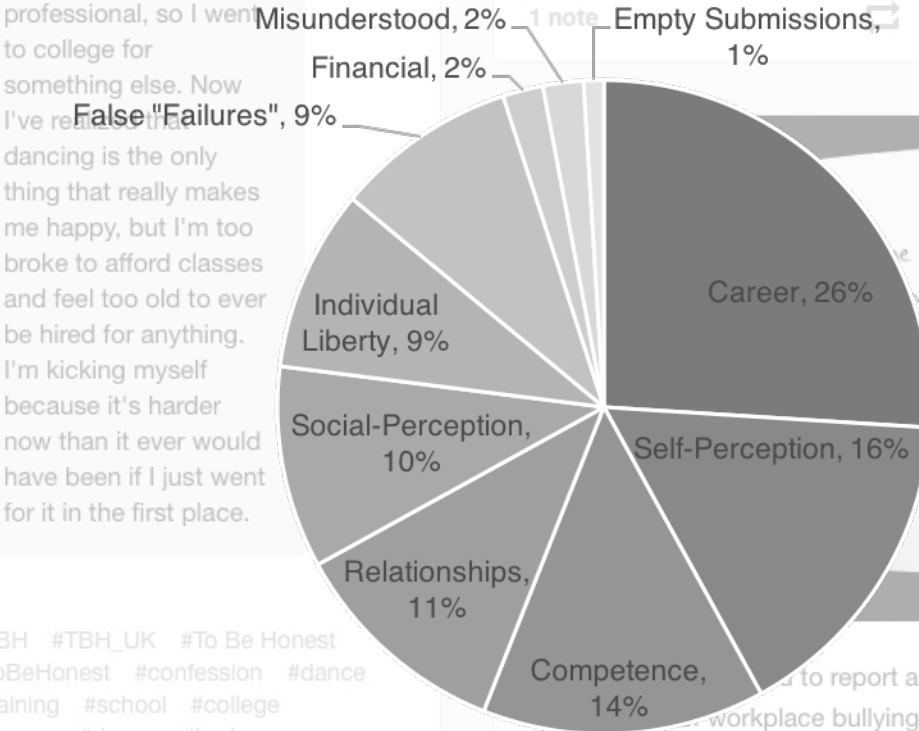 professional, so I went
to college for
something else. Now
I've realized that
dancing is the only
thing that really makes
me happy, but I'm too
broke to afford classes
and feel too old to ever
be hired for anything.
I'm kicking myself
because it's harder
now than it ever would
have been if I just went
for it in the first place.
BH #TBH_UK #To Be Honest
oBeHonest #confession #dance
aining #school #college
1 note
Misunderstood, 2%
Empty Submissions,
1%
Financial, 2%
False "Failures", 9%
Career, 26%
Individual
Liberty, 9%
Social-Perception,
10%
Self-Perception, 16%
Relationships,
11%
Competence,
14%
to report a
workplace bullying